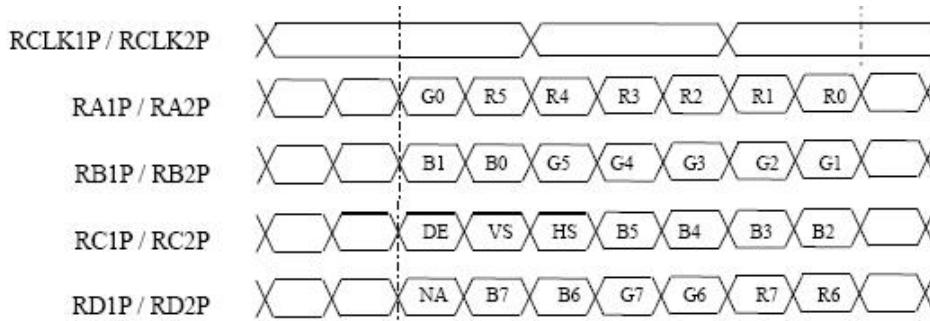 RCLK1P / RCLK2P
RA1P / RA2P G0 R5 R4 R3 R2 R1 R0
RB1P / RB2P B1 B0 G5 G4 G3 G2 G1
RC1P / RC2P DE VS HS B5 B4 B3 B2
RD1P / RD2P NA B7 B6 G7 G6 R7 R6